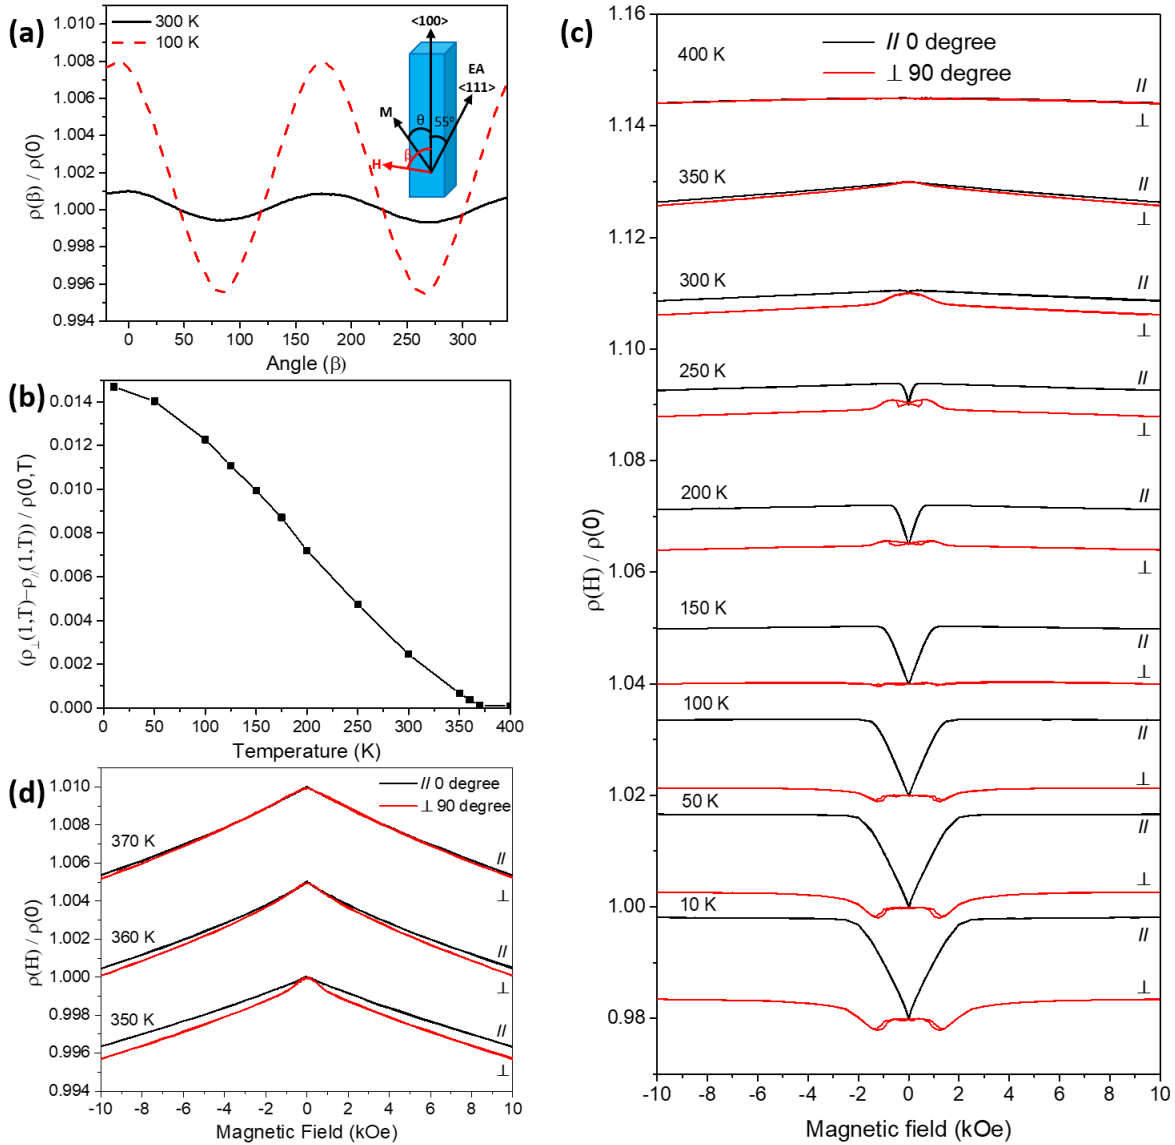 (a)
300 K
100 K
ρ(β) / ρ(0)
1.010
1.008
1.006
1.004
1.002
1.000
0.998
0.996
0.994
0 50 100 150 200 250 300
Angle (β)
<100>
EA
<111>
M
θ
55°
β
H
(b)
(ρ⊥(1,T)−ρ//(1,T)) / ρ(0,T)
0.014
0.012
0.010
0.008
0.006
0.004
0.002
0.000
0 50 100 150 200 250 300 350 400
Temperature (K)
(d)
// 0 degree
⊥ 90 degree
ρ(H) / ρ(0)
1.010
1.008
1.006
1.004
1.002
1.000
0.998
0.996
0.994
370 K
//
⊥
360 K
//
⊥
350 K
//
⊥
-10 -8 -6 -4 -2 0 2 4 6 8 10
Magnetic Field (kOe)
(c)
// 0 degree
⊥ 90 degree
ρ(H) / ρ(0)
1.16
1.14
1.12
1.10
1.08
1.06
1.04
1.02
1.00
0.98
400 K
//
⊥
350 K
//
⊥
300 K
//
⊥
250 K
//
⊥
200 K
//
⊥
150 K
//
⊥
100 K
//
⊥
50 K
//
⊥
10 K
//
⊥
-10 -8 -6 -4 -2 0 2 4 6 8 10
Magnetic field (kOe)